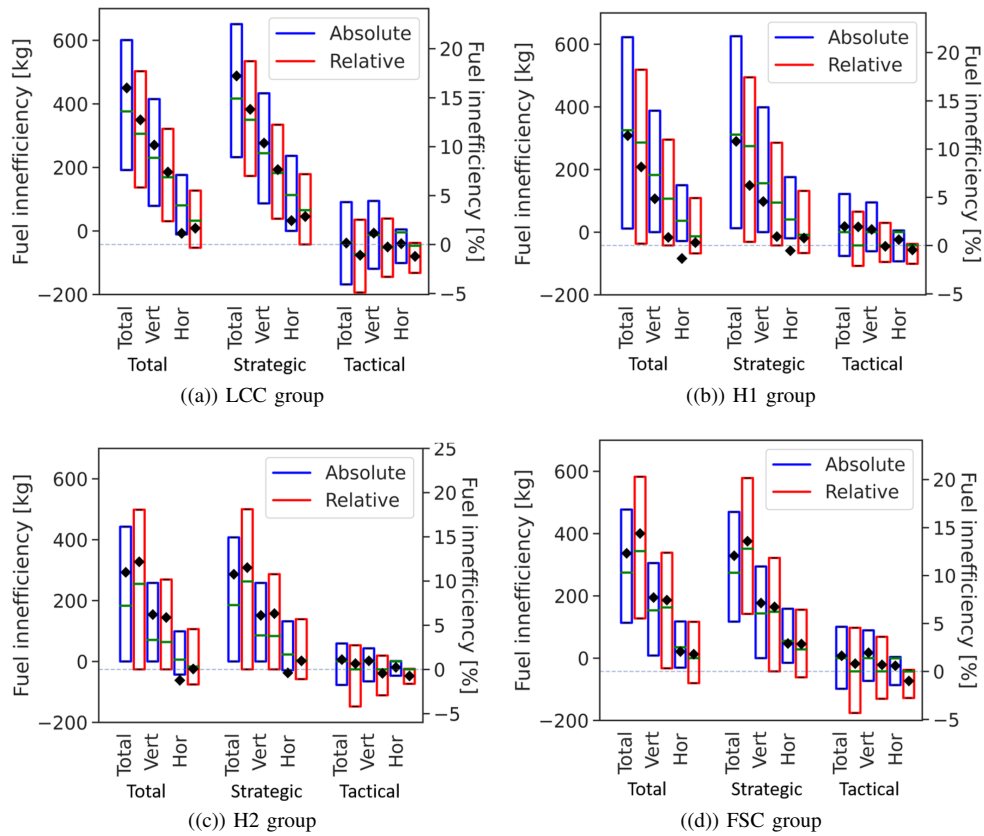 Fuel innefficiency [kg]
600
400
200
0
−200
Absolute
Relative
20
15
10
5
0
−5
Fuel innefficiency [%]
Total
Vert
Hor
Total
Vert
Hor
Total
Vert
Hor
Total
Strategic
Tactical
((a)) LCC group
Fuel innefficiency [kg]
600
400
200
0
−200
Absolute
Relative
20
15
10
5
0
−5
Fuel innefficiency [%]
Total
Vert
Hor
Total
Vert
Hor
Total
Vert
Hor
Total
Strategic
Tactical
((b)) H1 group
Fuel innefficiency [kg]
600
400
200
0
−200
Absolute
Relative
25
20
15
10
5
0
−5
Fuel innefficiency [%]
Total
Vert
Hor
Total
Vert
Hor
Total
Vert
Hor
Total
Strategic
Tactical
((c)) H2 group
Fuel innefficiency [kg]
600
400
200
0
−200
Absolute
Relative
20
15
10
5
0
−5
Fuel innefficiency [%]
Total
Vert
Hor
Total
Vert
Hor
Total
Vert
Hor
Total
Strategic
Tactical
((d)) FSC group